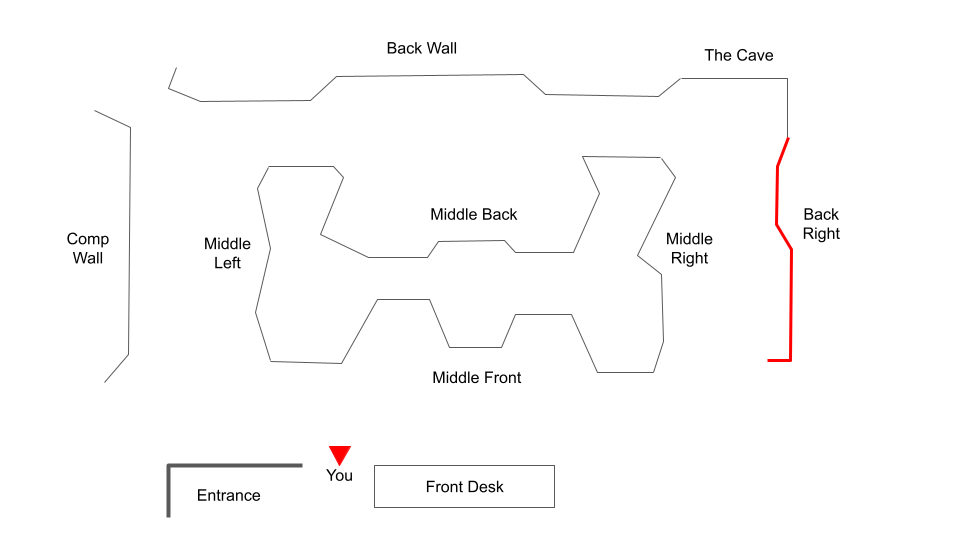 Back Wall
The Cave
Comp
Wall
Middle
Left
Middle Back
Middle
Right
Back
Right
Middle Front
You
Entrance
Front Desk